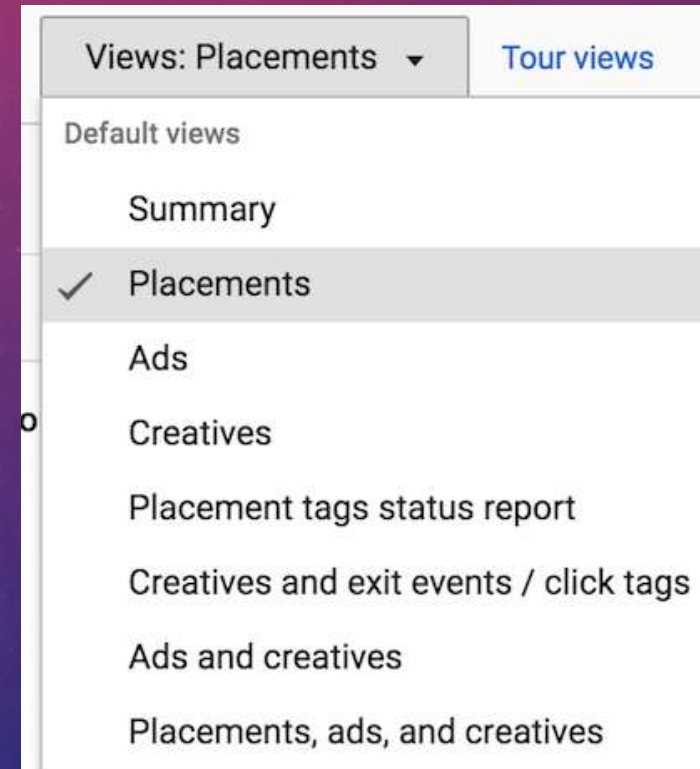 Views: Placements Tour views
Default views
Summary
Placements
Ads
o
Creatives
Placement tags status report
Creatives and exit events / click tags
Ads and creatives
Placements, ads, and creatives